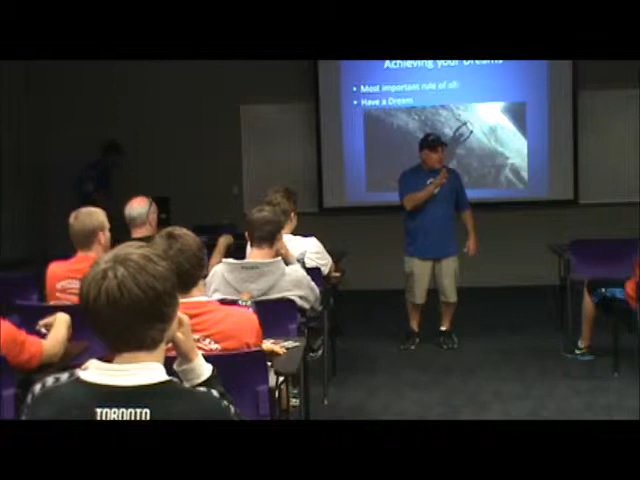 Achieving your Dreams
• Most important rule of all:
• Have a Dream
TORONTO